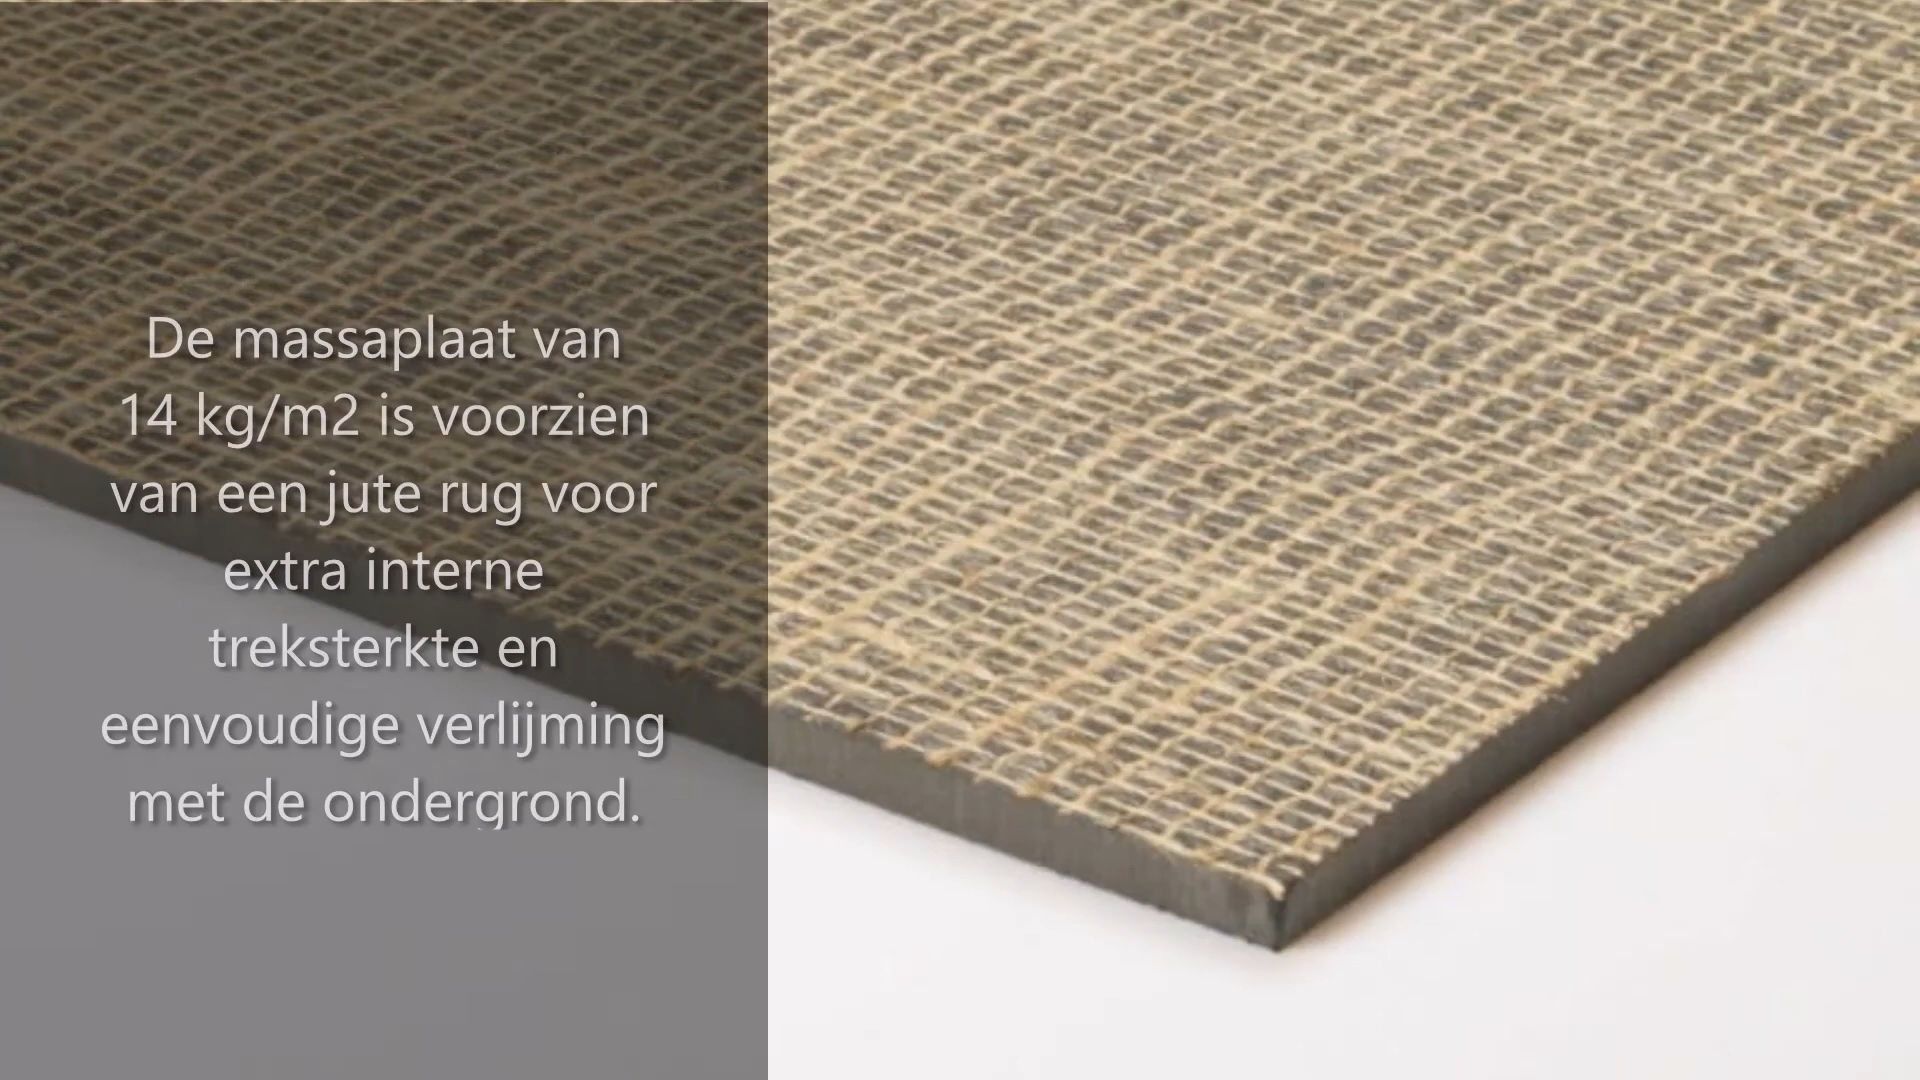 De massaplaat van
14 kg/m2 is voorzien
van een jute rug voor
extra interne
treksterkte en
eenvoudige verlijming
met de ondergrond.